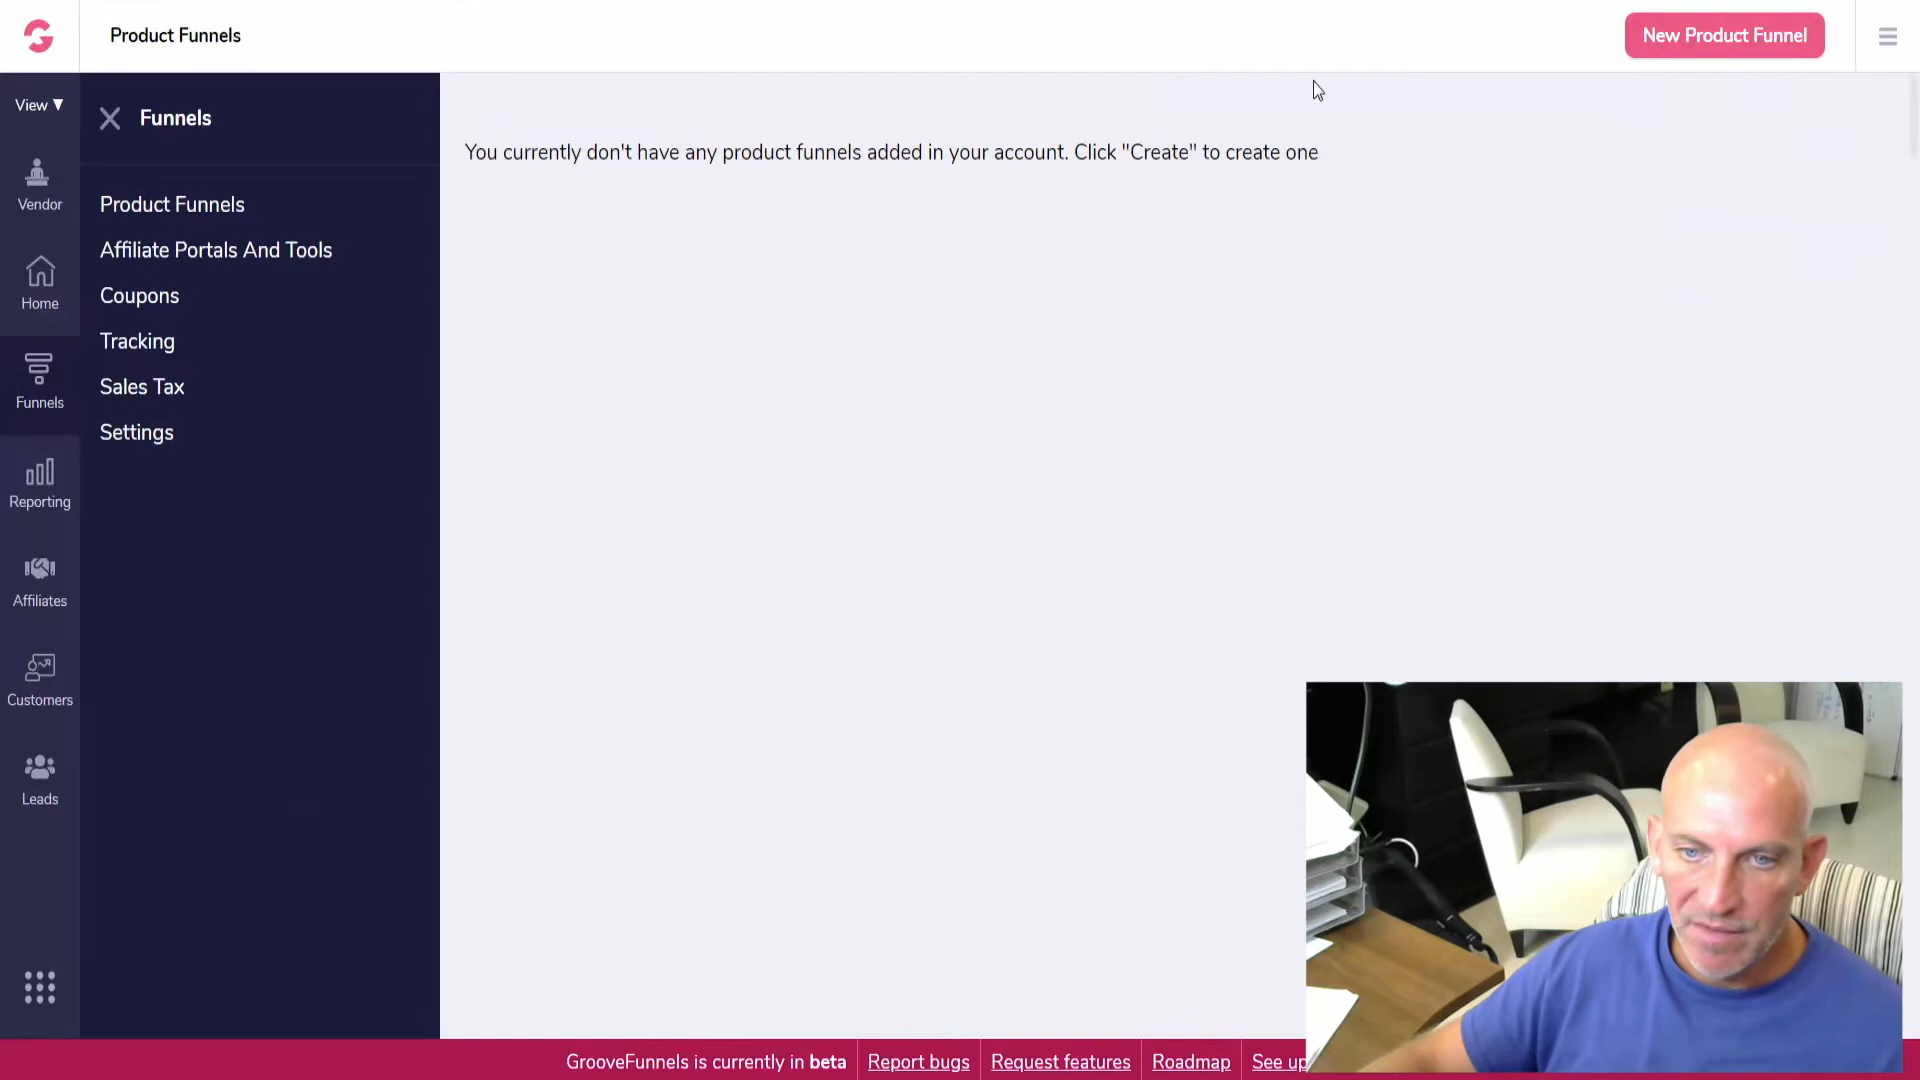 Product Funnels
New Product Funnel
View ▼
Funnels
You currently don't have any product funnels added in your account. Click "Create" to create one
Vendor
Product Funnels
Affiliate Portals And Tools
Home
Coupons
Tracking
Funnels
Sales Tax
Settings
Reporting
Affiliates
Customers
Leads
GrooveFunnels is currently in beta
Report bugs
Request features
Roadmap
See up